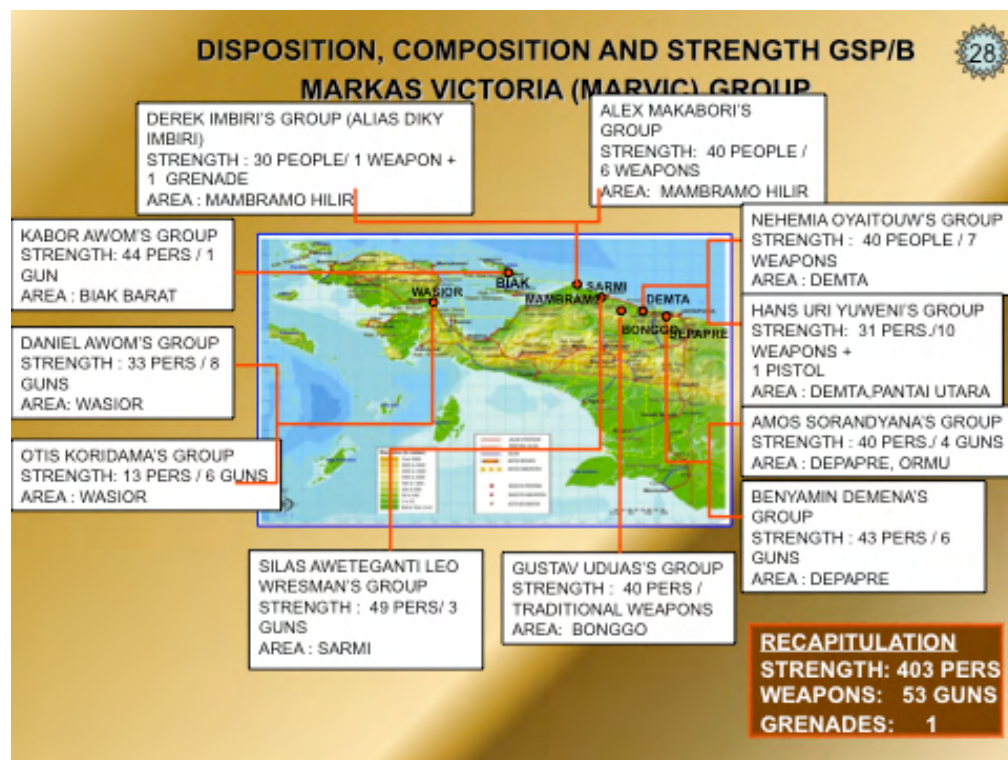 DISPOSITION, COMPOSITION AND STRENGTH GSP/B
MARKAS VICTORIA (MARVIC) GROUP
28
DEREK IMBIRI'S GROUP (ALIAS DIKY
IMBIRI)
STRENGTH : 30 PEOPLE/ 1 WEAPON +
1 GRENADE
AREA : MAMBRAMO HILIR
ALEX MAKABORI'S
GROUP
STRENGTH: 40 PEOPLE /
6 WEAPONS
AREA: MAMBRAMO HILIR
KABOR AWOM'S GROUP
STRENGTH: 44 PERS / 1
GUN
AREA : BIAK BARAT
NEHEMIA OYAITOUW'S GROUP
STRENGTH : 40 PEOPLE / 7
WEAPONS
AREA : DEMTA
DANIEL AWOM'S GROUP
STRENGTH : 33 PERS / 8
GUNS
AREA: WASIOR
HANS URI YUWENI'S GROUP
STRENGTH: 31 PERS./10
WEAPONS +
1 PISTOL
AREA : DEMTA,PANTAI UTARA
OTIS KORIDAMA'S GROUP
STRENGTH: 13 PERS / 6 GUNS
AREA : WASIOR
AMOS SORANDYANA'S GROUP
STRENGTH : 40 PERS./ 4 GUNS
AREA : DEPAPRE, ORMU
BENYAMIN DEMENA'S
GROUP
STRENGTH : 43 PERS / 6
GUNS
AREA : DEPAPRE
WASIOR
BIAK
SARMI
MAMBRAMO
DEMTA
BONGGO
DEPAPRE
SILAS AWETEGANTI LEO
WRESMAN'S GROUP
STRENGTH : 49 PERS/ 3
GUNS
AREA : SARMI
GUSTAV UDUAS'S GROUP
STRENGTH : 40 PERS /
TRADITIONAL WEAPONS
AREA: BONGGO
RECAPITULATION
STRENGTH: 403 PERS
WEAPONS: 53 GUNS
GRENADES: 1